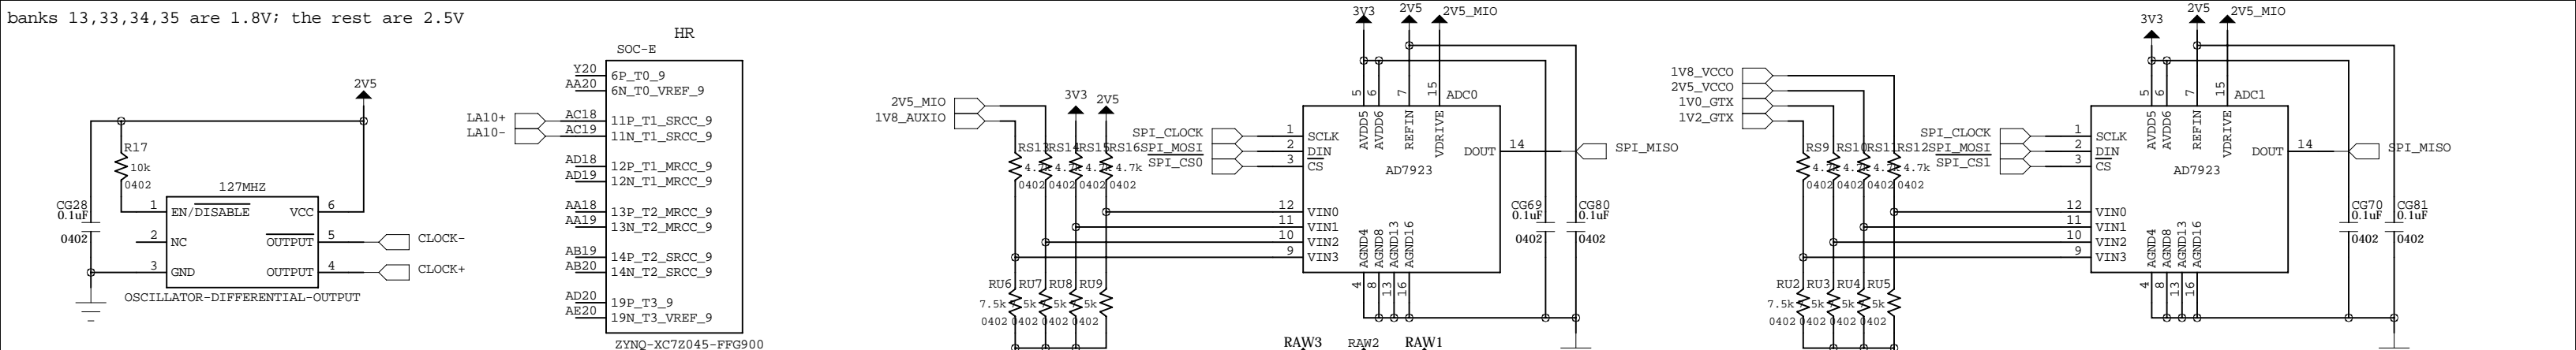 banks 13,33,34,35 are 1.8V; the rest are 2.5V
2V5
R17
10k
0402
127MHZ
CG28
0.1uF
0402
1 EN/DISABLE VCC 6
2 NC OUTPUT 5 CLOCK-
3 GND OUTPUT 4 CLOCK+
OSCILLATOR-DIFFERENTIAL-OUTPUT
HR
SOC-E
Y20 6P_T0_9
AA20 6N_T0_VREF_9
LA10+ AC18 11P_T1_SRCC_9
LA10- AC19 11N_T1_SRCC_9
AD18 12P_T1_MRCC_9
AD19 12N_T1_MRCC_9
AA18 13P_T2_MRCC_9
AA19 13N_T2_MRCC_9
AB19 14P_T2_SRCC_9
AB20 14N_T2_SRCC_9
AD20 19P_T3_9
AE20 19N_T3_VREF_9
ZYNQ-XC7Z045-FFG900
3V3 2V5 2V5_MIO
2V5_MIO
1V8_AUXIO
3V3 2V5
5 6 7 15 ADC0
AVDD5 AVDD6 REFIN VDRIVE
SPI_CLOCK 1 SCLK
SPI_MOSI 2 DIN
SPI_CS0 3 CS
DOUT 14 SPI_MISO
AD7923
RS13 RS14 RS15 RS16
4.7k
0402 0402 0402 0402
12 VIN0
11 VIN1
10 VIN2
9 VIN3
AGND4 AGND8 AGND13 AGND16
4 8 13 16
CG69 CG80
0.1uF 0.1uF
0402 0402
RU6 RU7 RU8 RU9
7.5k
0402 0402 0402 0402
RAW3 RAW2 RAW1
3V3 2V5 2V5_MIO
1V8_VCCO
2V5_VCCO
1V0_GTX
1V2_GTX
5 6 7 15 ADC1
AVDD5 AVDD6 REFIN VDRIVE
SPI_CLOCK 1 SCLK
SPI_MOSI 2 DIN
SPI_CS1 3 CS
DOUT 14 SPI_MISO
AD7923
RS9 RS10 RS11 RS12
4.7k
0402 0402 0402 0402
12 VIN0
11 VIN1
10 VIN2
9 VIN3
AGND4 AGND8 AGND13 AGND16
4 8 13 16
CG70 CG81
0.1uF 0.1uF
0402 0402
RU2 RU3 RU4 RU5
7.5k
0402 0402 0402 0402